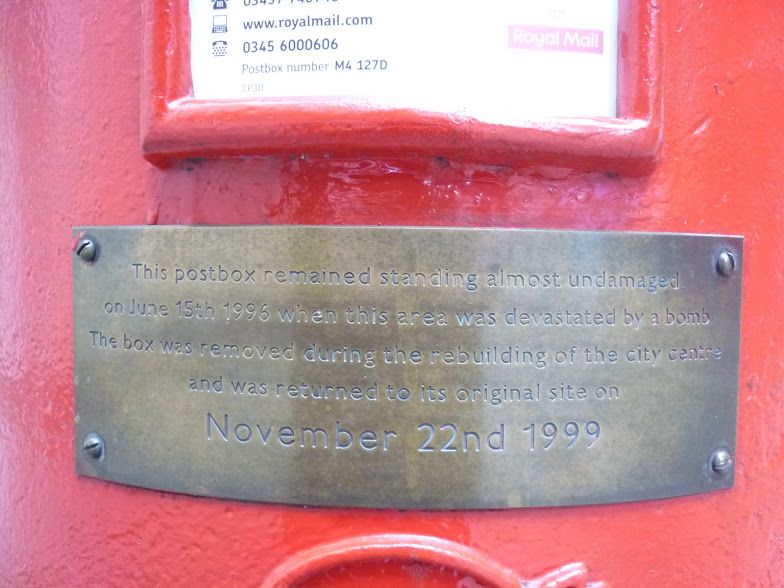 www.royalmail.com
0345 6000606
Royal Mail
Postbox number M4 127D
This postbox remained standing almost undamaged
on June 15th 1996 when this area was devastated by a bomb
The box was removed during the rebuilding of the city centre
and was returned to its original site on
November 22nd 1999